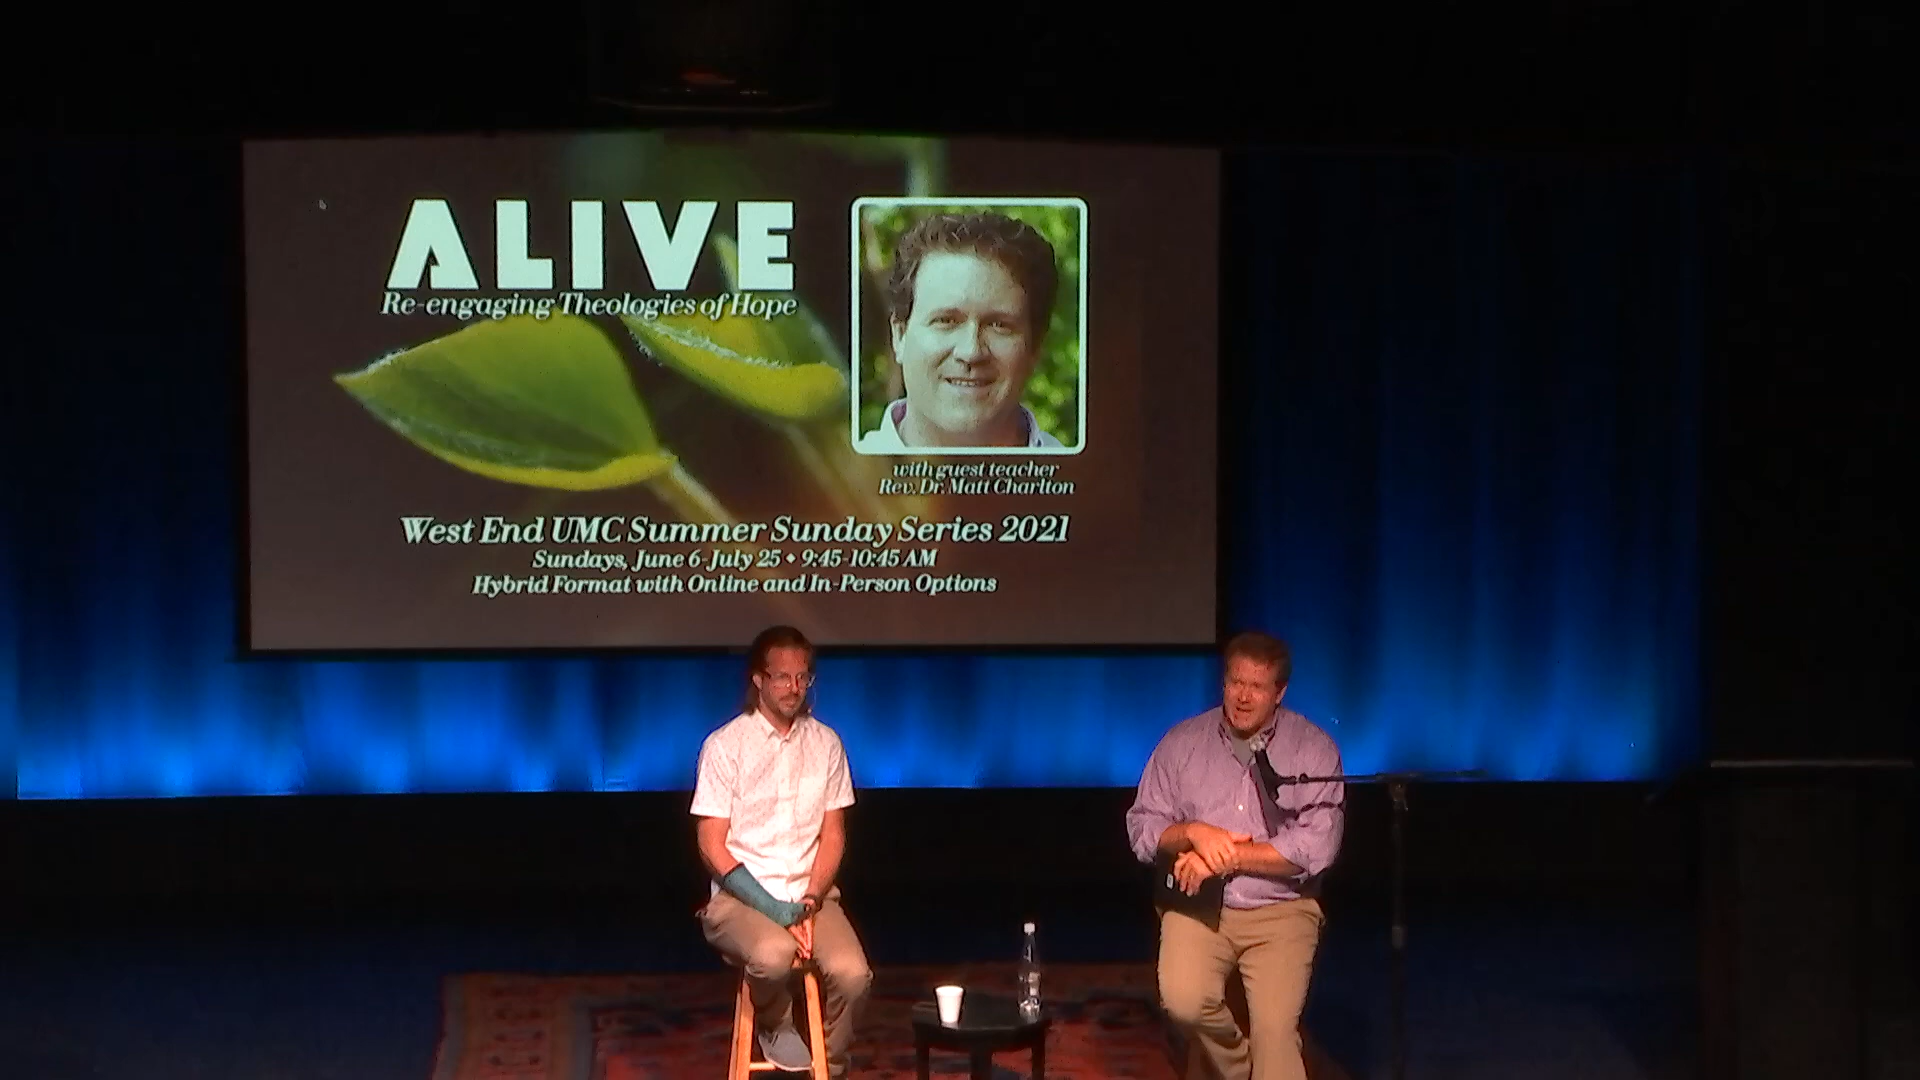 ALIVE
Re-engaging Theologies of Hope
with guest teacher
Rev. Dr. Matt Charlton
West End UMC Summer Sunday Series 2021
Sundays, June 6-July 25 • 9:45-10:45 AM
Hybrid Format with Online and In-Person Options